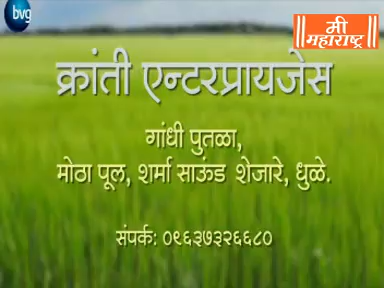 bvg
मी
महाराष्ट्र
क्रांती एन्टरप्रायजेस
गांधी पुतळा,
मोठा पूल, शर्मा साऊंड शेजारे, धुळे.
संपर्क: ०९६३७३२६६८०